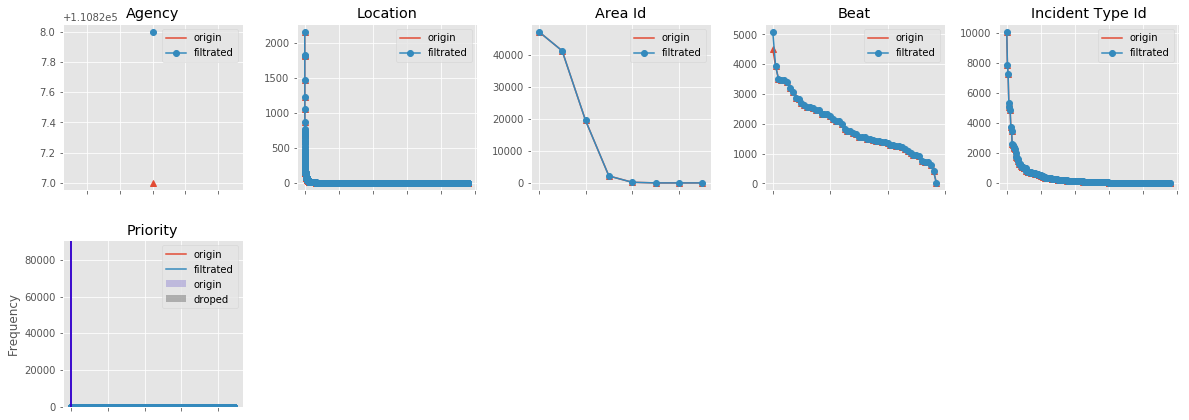 Agency
+1.1082e5
8.0
7.8
7.6
7.4
7.2
7.0
origin
filtrated
Location
2000
1500
1000
500
0
origin
filtrated
Area Id
40000
30000
20000
10000
0
origin
filtrated
Beat
5000
4000
3000
2000
1000
0
origin
filtrated
Incident Type Id
10000
8000
6000
4000
2000
0
origin
filtrated
Priority
Frequency
80000
60000
40000
20000
0
origin
filtrated
origin
droped